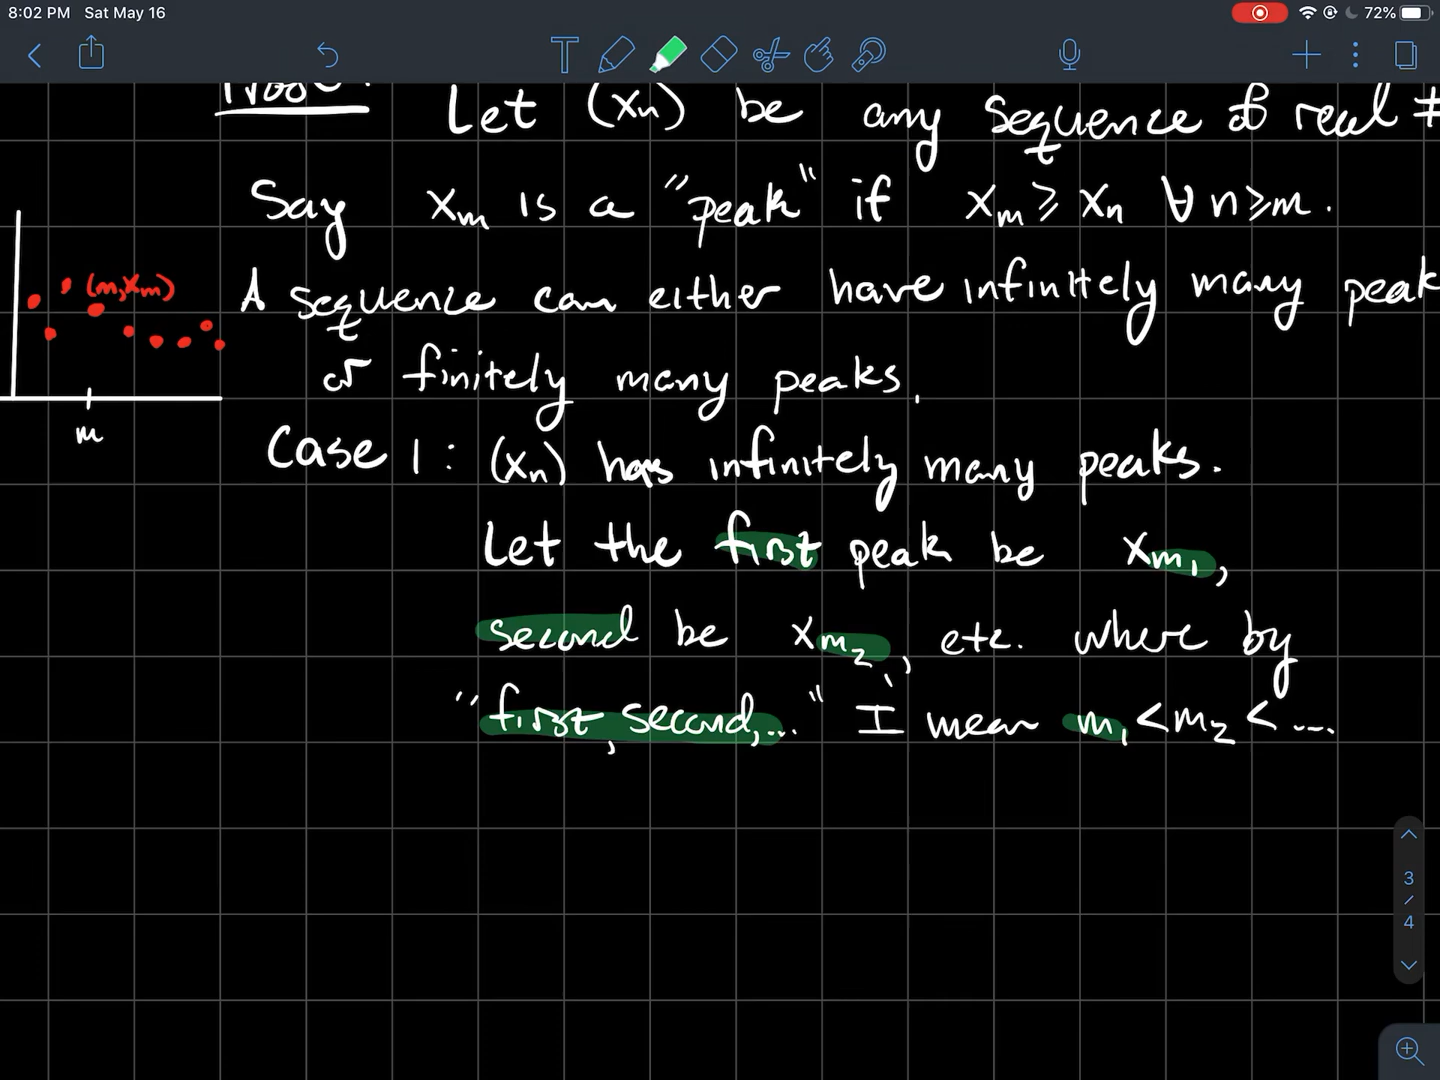 8:02 PM Sat May 16
72%
Let (xn) be any sequence of real #
Say xm is a "peak" if xm ⩾ xn ∀ n⩾m.
(m,xm)
A sequence can either have infinitely many peak
or finitely many peaks.
m
Case 1: (xn) has infinitely many peaks.
Let the first peak be xm₁,
second be xm₂, etc. where by
"first, second,..." I mean m₁<m₂<...
3
/
4